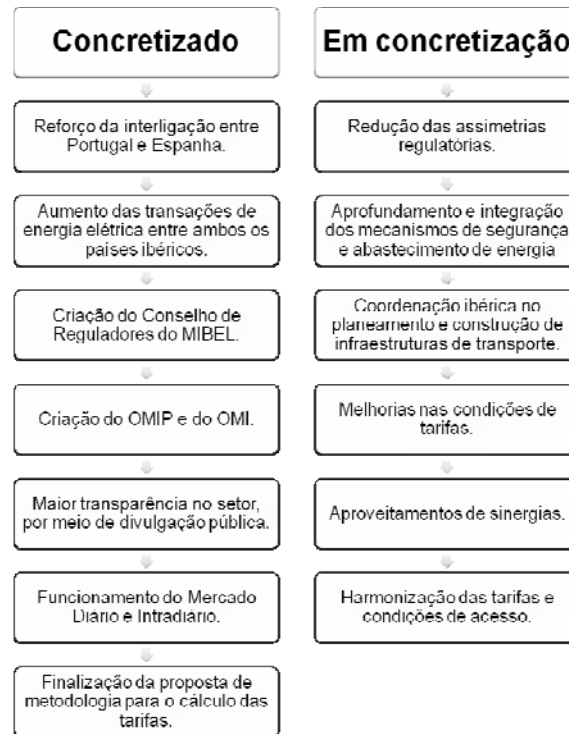 Concretizado
Reforço da interligação entre
Portugal e Espanha.
Aumento das transações de
energia elétrica entre ambos os
países ibéricos.
Criação do Conselho de
Reguladores do MIBEL.
Criação do OMIP e do OMI.
Maior transparência no setor,
por meio de divulgação pública.
Funcionamento do Mercado
Diário e Intradiário.
Finalização da proposta de
metodologia para o cálculo das
tarifas.
Em concretização
Redução das assimetrias
regulatórias.
Aprofundamento e integração
dos mecanismos de segurança
e abastecimento de energia
Coordenação ibérica no
planeamento e construção de
infraestruturas de transporte.
Melhorias nas condições de
tarifas.
Aproveitamentos de sinergias.
Harmonização das tarifas e
condições de acesso.